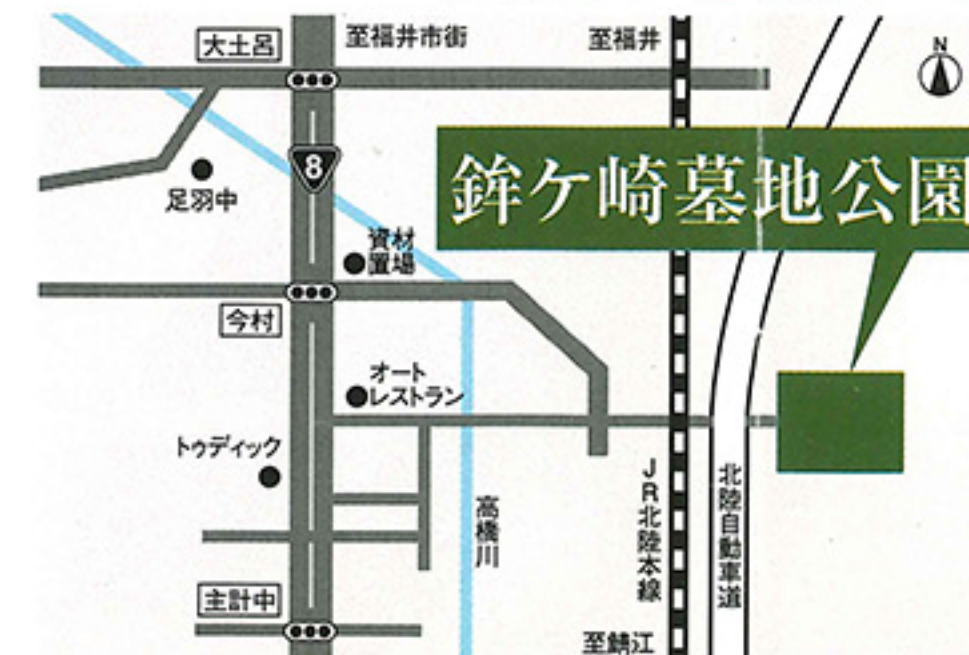 大土呂
至福井市街
至福井
N
8
鉾ケ崎墓地公園
足羽中
資材
置場
今村
オート
レストラン
トゥディック
高橋川
JR北陸本線
北陸自動車道
主計中
至鯖江